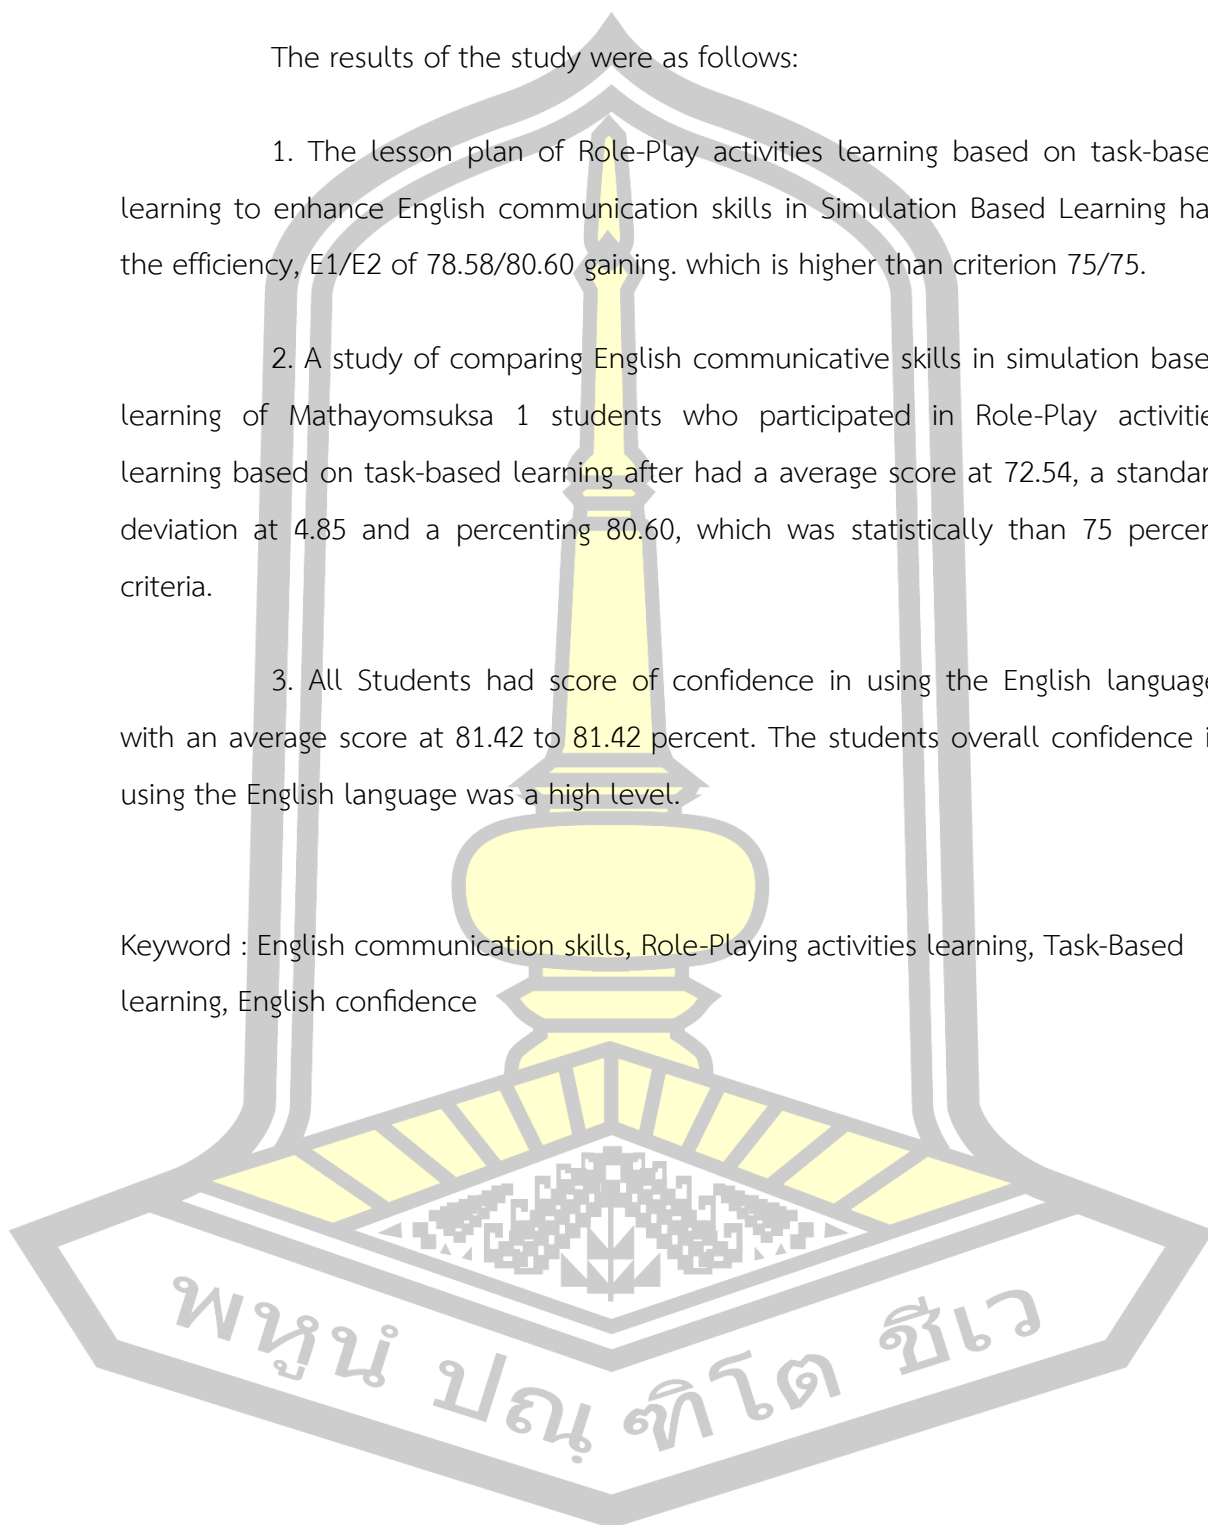 The results of the study were as follows:
1. The lesson plan of Role-Play activities learning based on task-base
learning to enhance English communication skills in Simulation Based Learning ha
the efficiency, E1/E2 of 78.58/80.60 gaining. which is higher than criterion 75/75.
2. A study of comparing English communicative skills in simulation base
learning of Mathayomsuksa 1 students who participated in Role-Play activitie
learning based on task-based learning after had a average score at 72.54, a standar
deviation at 4.85 and a percenting 80.60, which was statistically than 75 percen
criteria.
3. All Students had score of confidence in using the English language
with an average score at 81.42 to 81.42 percent. The students overall confidence i
using the English language was a high level.
Keyword : English communication skills, Role-Playing activities learning, Task-Based
learning, English confidence
พหูนํ ปณฺฑิโต ชีเว